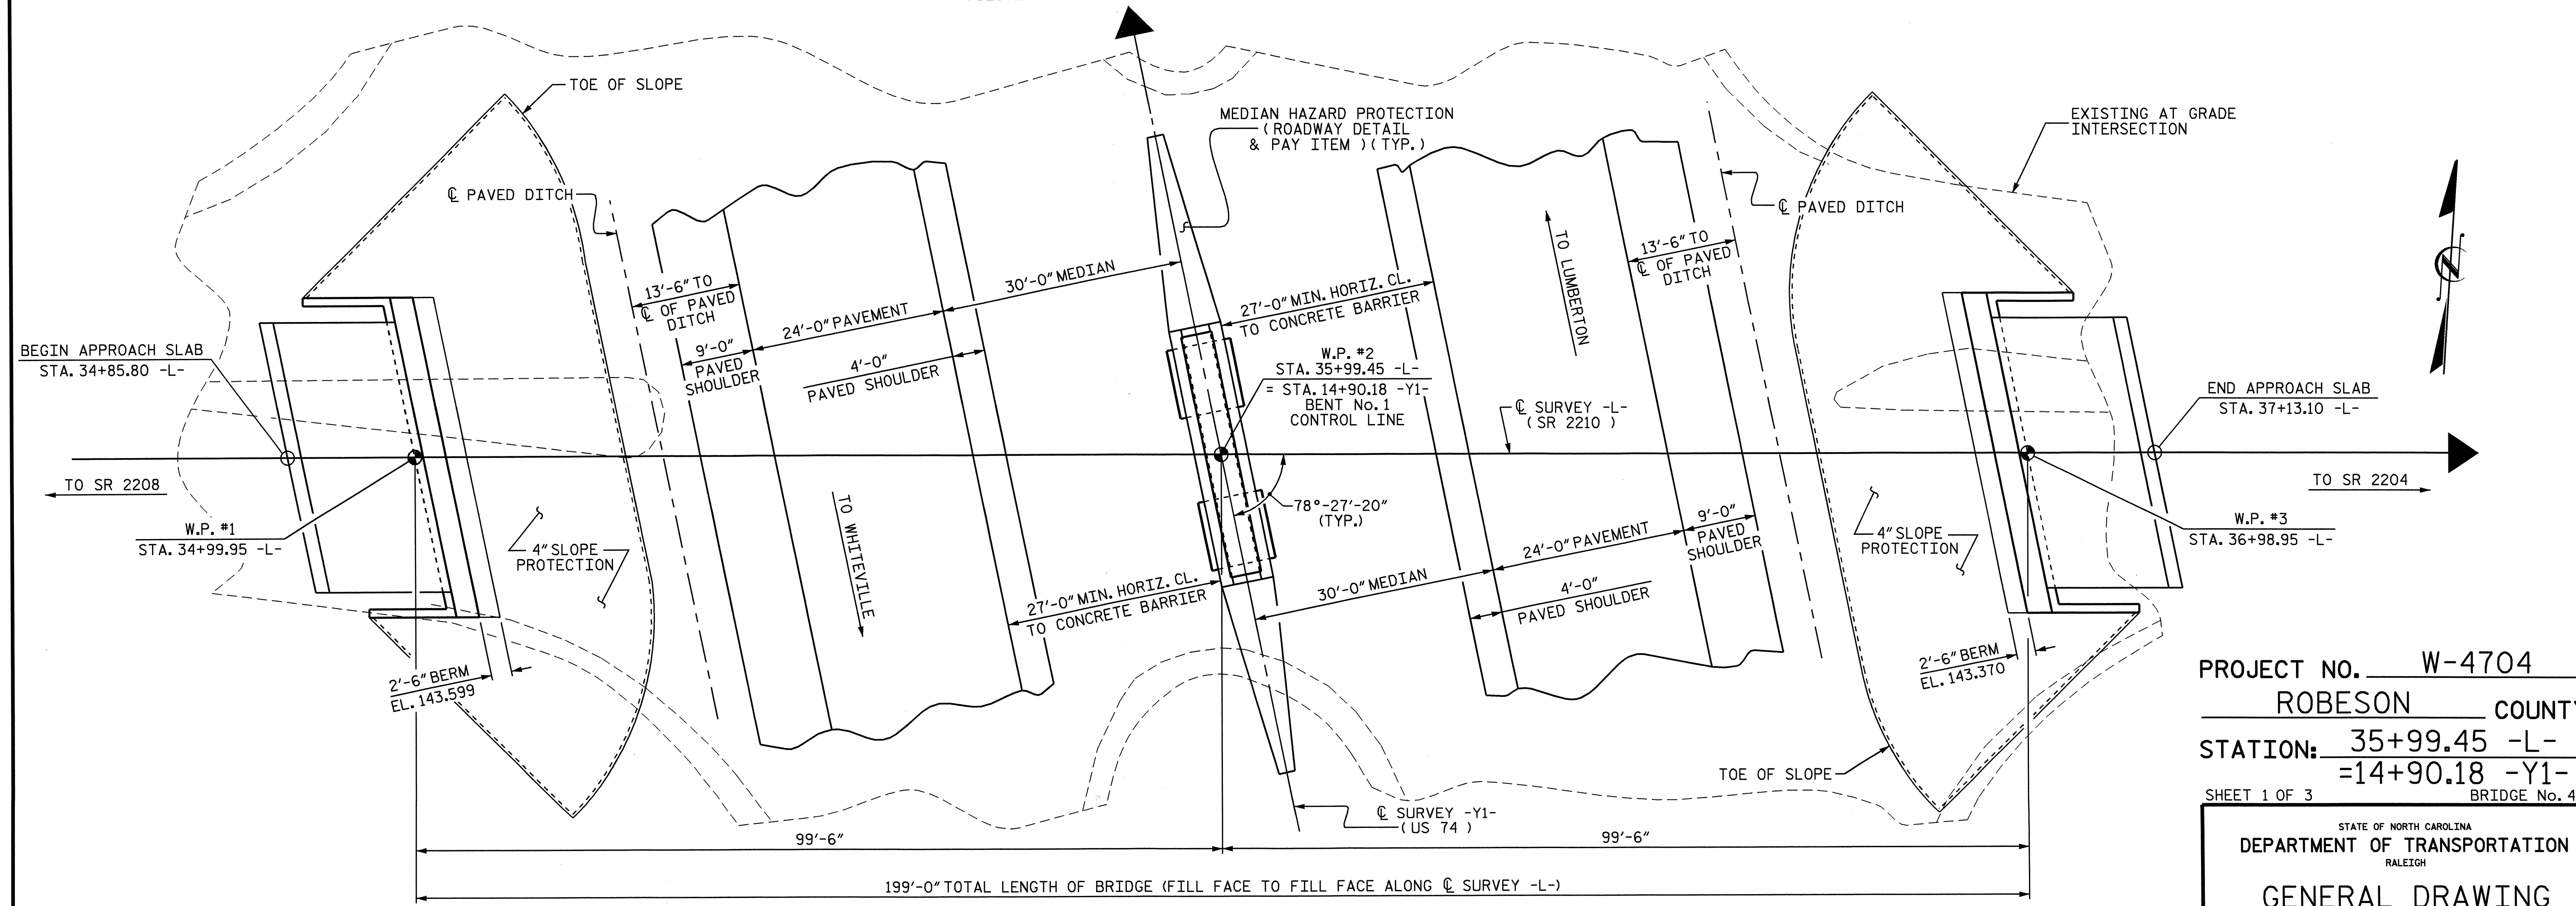 TOE OF SLOPE
MEDIAN HAZARD PROTECTION
( ROADWAY DETAIL
& PAY ITEM )( TYP.)
EXISTING AT GRADE
INTERSECTION
℄ PAVED DITCH
℄ PAVED DITCH
13'-6" TO
℄ OF PAVED
DITCH
24'-0" PAVEMENT
30'-0" MEDIAN
9'-0"
PAVED
SHOULDER
4'-0"
PAVED SHOULDER
27'-0" MIN. HORIZ. CL.
TO CONCRETE BARRIER
TO LUMBERTON
13'-6" TO
℄ OF PAVED
DITCH
N
BEGIN APPROACH SLAB
STA. 34+85.80 -L-
W.P. #2
STA. 35+99.45 -L-
= STA. 14+90.18 -Y1-
BENT No. 1
CONTROL LINE
℄ SURVEY -L-
( SR 2210 )
END APPROACH SLAB
STA. 37+13.10 -L-
TO SR 2208
TO SR 2204
W.P. #1
STA. 34+99.95 -L-
4" SLOPE
PROTECTION
TO WHITEVILLE
78°-27'-20"
(TYP.)
24'-0" PAVEMENT
9'-0"
PAVED
SHOULDER
4" SLOPE
PROTECTION
W.P. #3
STA. 36+98.95 -L-
27'-0" MIN. HORIZ. CL.
TO CONCRETE BARRIER
30'-0" MEDIAN
4'-0"
PAVED SHOULDER
2'-6" BERM
EL. 143.599
2'-6" BERM
EL. 143.370
TOE OF SLOPE
℄ SURVEY -Y1-
( US 74 )
99'-6"
99'-6"
199'-0" TOTAL LENGTH OF BRIDGE (FILL FACE TO FILL FACE ALONG ℄ SURVEY -L-)
PROJECT NO. W-4704
ROBESON COUNTY
STATION: 35+99.45 -L-
=14+90.18 -Y1-
SHEET 1 OF 3 BRIDGE No. 4
STATE OF NORTH CAROLINA
DEPARTMENT OF TRANSPORTATION
RALEIGH
GENERAL DRAWING